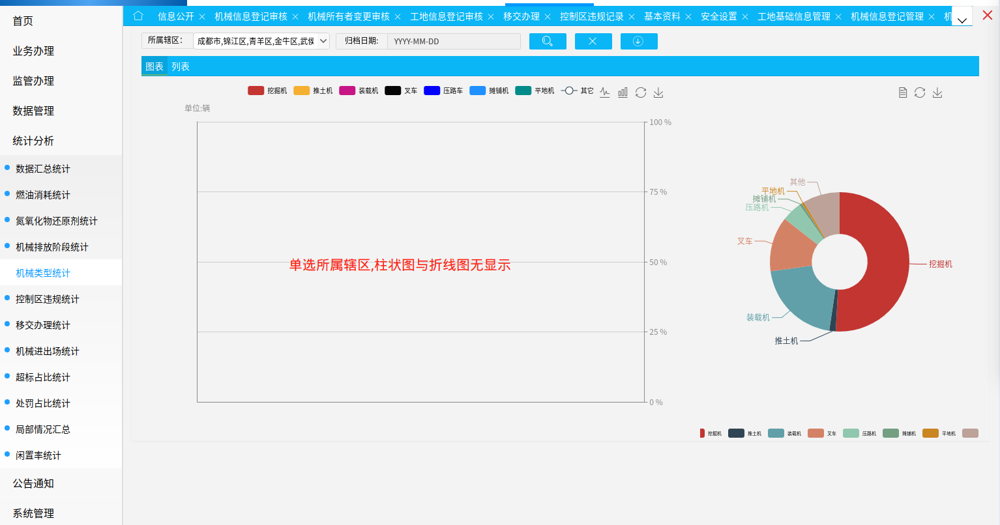 首页
业务办理
监管办理
数据管理
统计分析
数据汇总统计
燃油消耗统计
氮氧化物还原剂统计
机械排放阶段统计
机械类型统计
控制区违规统计
移交办理统计
机械进出场统计
超标占比统计
处罚占比统计
局部情况汇总
闲置率统计
公告通知
系统管理
信息公开 机械信息登记审核 机械所有者变更审核 工地信息登记审核 移交办理 控制区违规记录 基本资料 安全设置 工地基础信息管理 机械信息登记管理 机
所属辖区: 成都市,锦江区,青羊区,金牛区,武侯 归档日期: YYYY-MM-DD
图表 列表
挖掘机 推土机 装载机 叉车 压路车 摊铺机 平地机 其它
单位:辆
100 %
75 %
50 %
25 %
0 %
单选所属辖区,柱状图与折线图无显示
其他
平地机
摊铺机
压路机
叉车
挖掘机
装载机
推土机
挖掘机 推土机 装载机 叉车 压路机 摊铺机 平地机